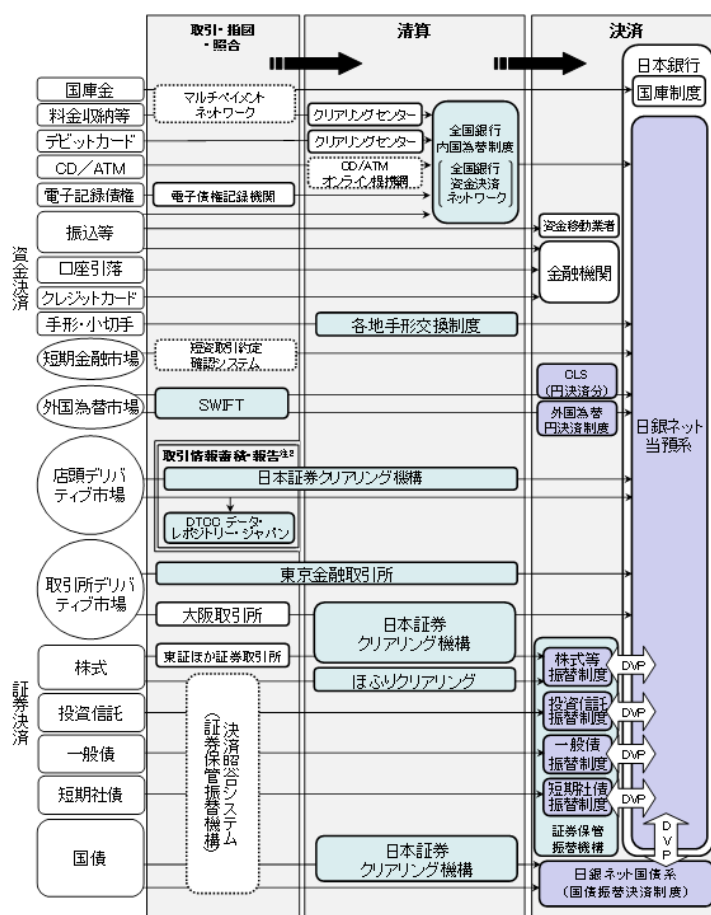 取引・指図
・照合
清算
決済
日本銀行
国庫制度
国庫金
マルチペイメント
ネットワーク
料金収納等
クリアリングセンター
デビットカード
クリアリングセンター
全国銀行
内国為替制度
全国銀行
資金決済
ネットワーク
CD/ATM
CD/ATM
オンライン提携網
電子記録債権
電子債権記録機関
振込等
資金移動業者
資金決済
口座引落
金融機関
クレジットカード
手形・小切手
各地手形交換制度
短期金融市場
短資取引約定
確認システム
CLS
(円決済分)
外国為替市場
SWIFT
外国為替
円決済制度
日銀ネット
当預系
取引情報蓄積・報告注2
店頭デリバ
ティブ市場
日本証券クリアリング機構
DTCC データ・
レポジトリー・ジャパン
東京金融取引所
取引所デリバ
ティブ市場
大阪取引所
日本証券
クリアリング機構
株式
東証ほか証券取引所
株式等
振替制度
DVP
ほふりクリアリング
証券決済
投資信託
投資信託
振替制度
DVP
決済照合システム
(証券保管振替機構)
一般債
一般債
振替制度
DVP
短期社債
短期社債
振替制度
DVP
証券保管
振替機構
DVP
国債
日本証券
クリアリング機構
日銀ネット国債系
(国債振替決済制度)